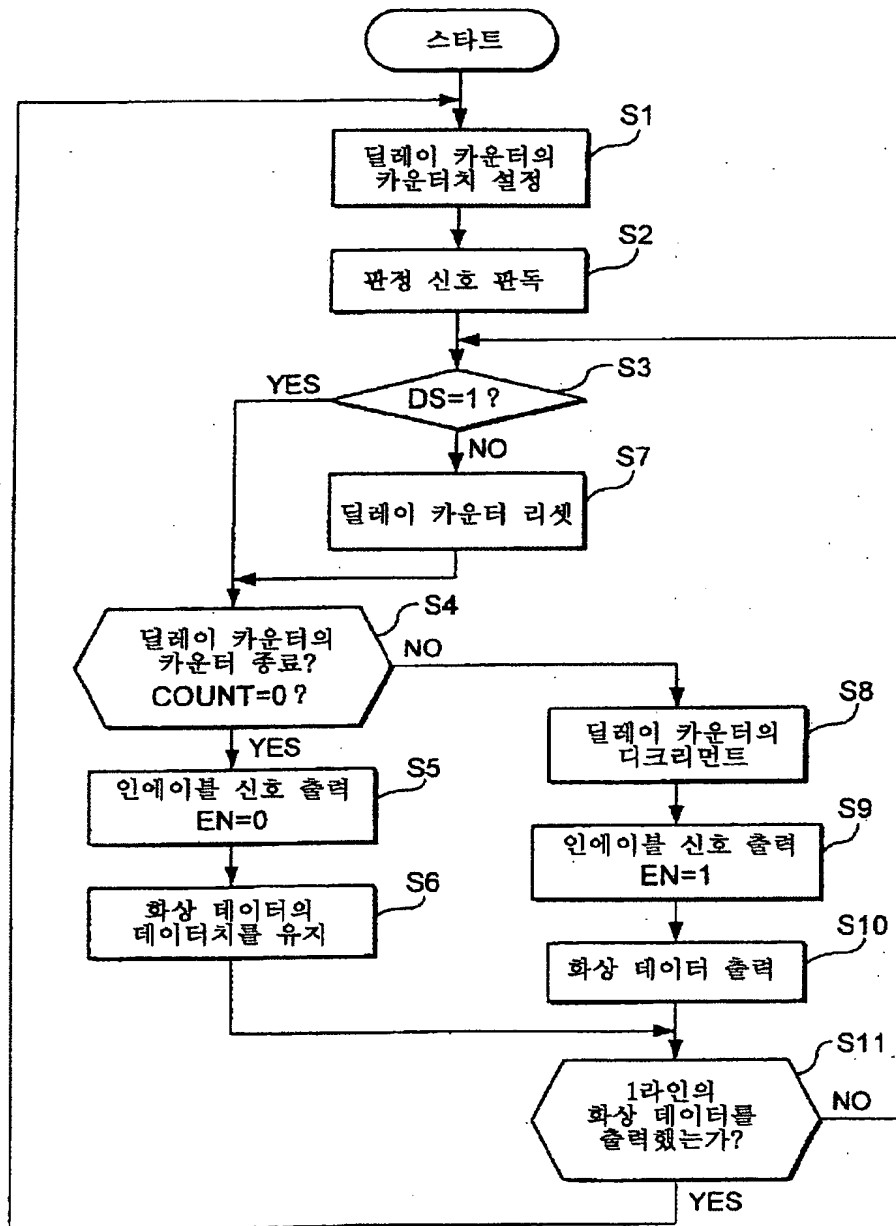 스타트
S1
딜레이 카운터의
카운터치 설정
S2
판정 신호 판독
S3
YES
DS=1?
NO
S7
딜레이 카운터 리셋
S4
딜레이 카운터의
카운터 종료?
COUNT=0?
NO
YES
S8
딜레이 카운터의
디크리먼트
S5
인에이블 신호 출력
EN=0
S9
인에이블 신호 출력
EN=1
S6
화상 데이터의
데이터치를 유지
S10
화상 데이터 출력
S11
1라인의
화상 데이터를
출력했는가?
NO
YES